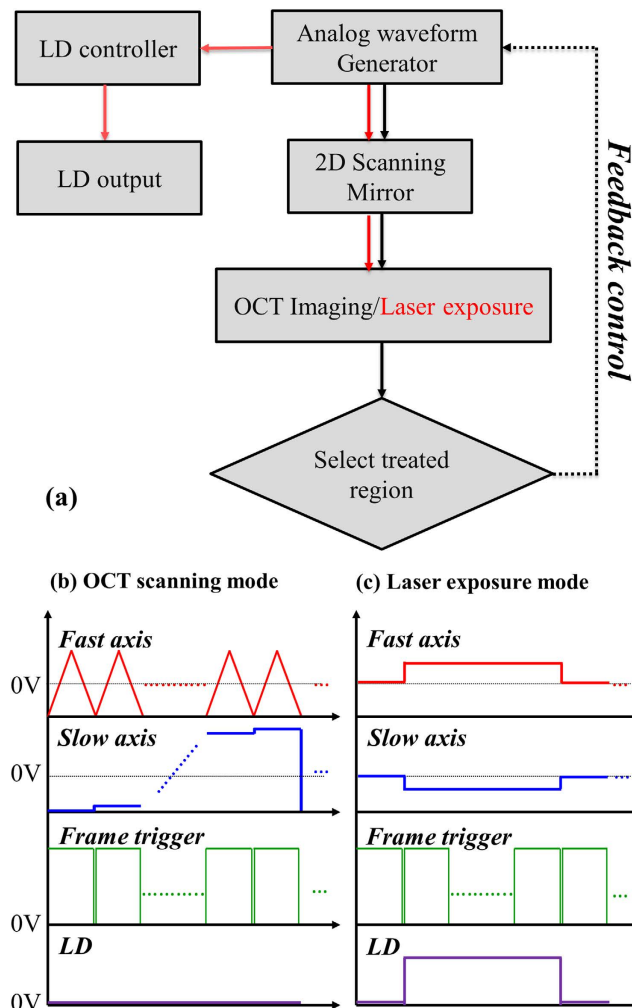 LD controller
Analog waveform
Generator
LD output
2D Scanning
Mirror
OCT Imaging/Laser exposure
Feedback control
Select treated
region
(a)
(b) OCT scanning mode
(c) Laser exposure mode
Fast axis
Fast axis
0V
Slow axis
Slow axis
0V
Frame trigger
Frame trigger
0V
LD
LD
0V